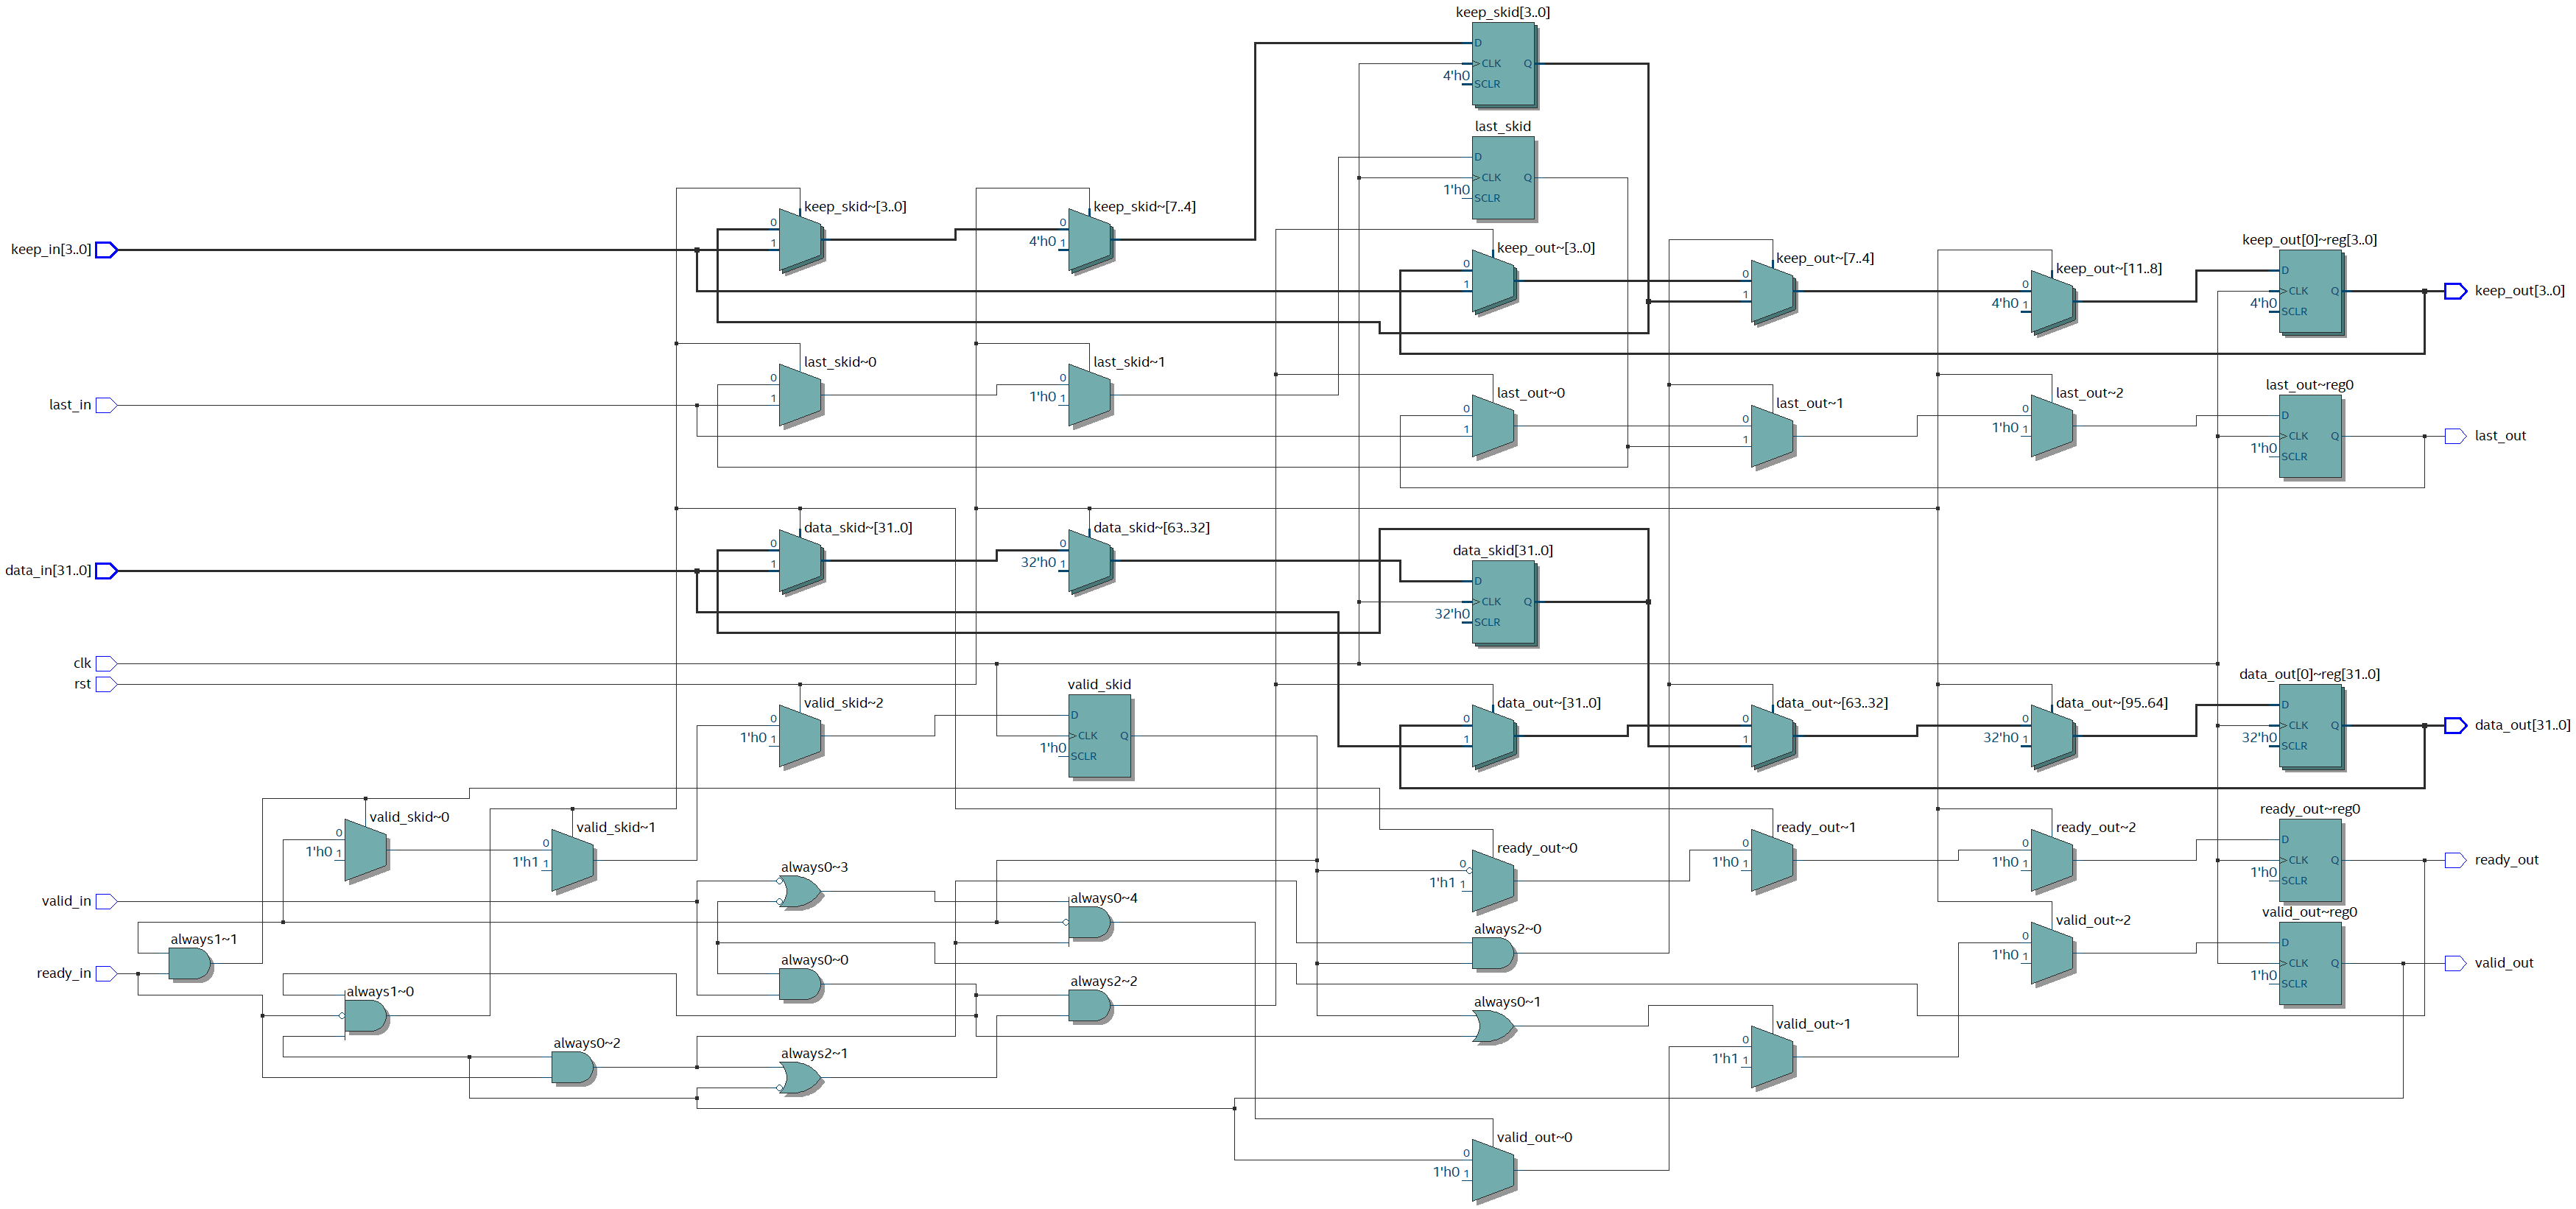 keep_skid[3..0]
D
CLK
Q
4'h0
SCLR
last_skid
D
CLK
Q
1'h0
SCLR
keep_skid~[3..0]
0
1
keep_skid~[7..4]
0
4'h0
1
keep_in[3..0]
keep_out~[3..0]
0
1
keep_out~[7..4]
0
1
keep_out~[11..8]
0
4'h0
1
keep_out[0]~reg[3..0]
D
CLK
Q
4'h0
SCLR
keep_out[3..0]
last_skid~0
0
1
last_skid~1
0
1'h0
1
last_in
last_out~0
0
1
last_out~1
0
1
last_out~2
0
1'h0
1
last_out~reg0
D
CLK
Q
1'h0
SCLR
last_out
data_skid~[31..0]
0
1
data_skid~[63..32]
0
32'h0
1
data_in[31..0]
data_skid[31..0]
D
CLK
Q
32'h0
SCLR
clk
rst
valid_skid~2
0
1'h0
1
valid_skid
D
CLK
Q
1'h0
SCLR
data_out~[31..0]
0
1
data_out~[63..32]
0
1
data_out~[95..64]
0
32'h0
1
data_out[0]~reg[31..0]
D
CLK
Q
32'h0
SCLR
data_out[31..0]
valid_skid~0
0
1'h0
1
valid_skid~1
0
1'h1
1
ready_out~0
0
1'h1
1
ready_out~1
0
1'h0
1
ready_out~2
0
1'h0
1
ready_out~reg0
D
CLK
Q
1'h0
SCLR
ready_out
always0~3
always0~4
valid_in
always1~1
ready_in
always0~0
always2~0
valid_out~2
0
1'h0
1
valid_out~reg0
D
CLK
Q
1'h0
SCLR
valid_out
always1~0
always2~2
always0~1
always0~2
always2~1
valid_out~1
0
1'h1
1
valid_out~0
0
1'h0
1